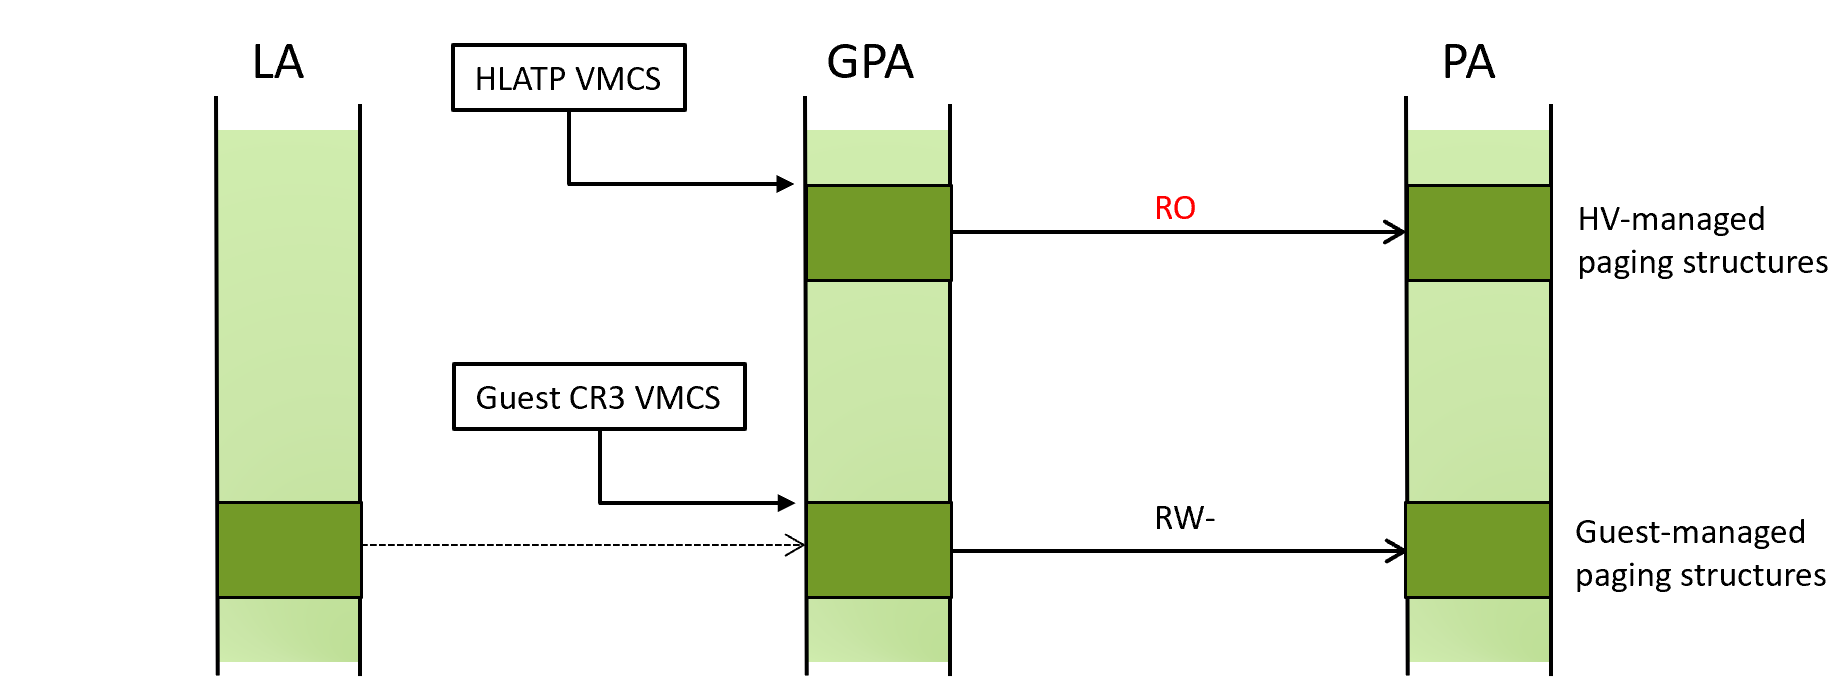 LA
GPA
PA
HLATP VMCS
RO
HV-managed
paging structures
Guest CR3 VMCS
RW-
Guest-managed
paging structures